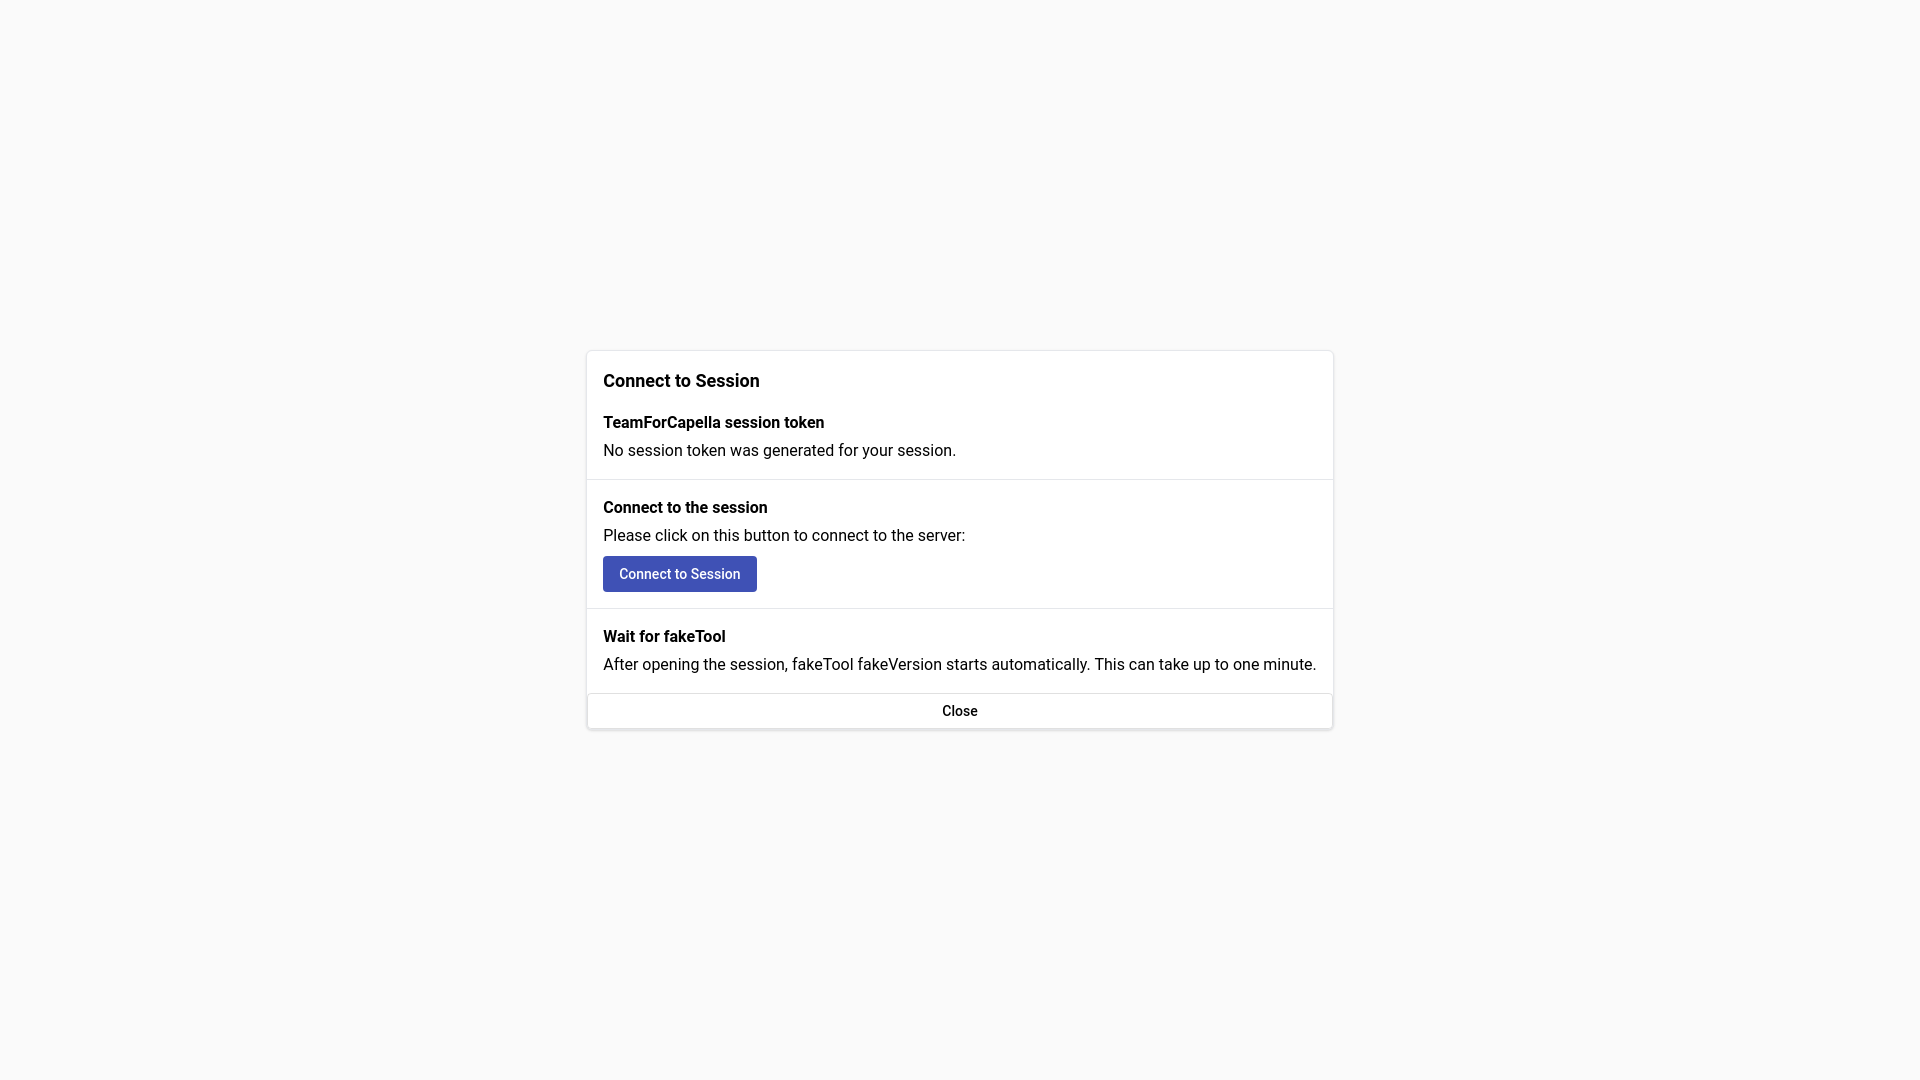 Connect to Session
TeamForCapella session token
No session token was generated for your session.
Connect to the session
Please click on this button to connect to the server:
Connect to Session
Wait for fakeTool
After opening the session, fakeTool fakeVersion starts automatically. This can take up to one minute.
Close